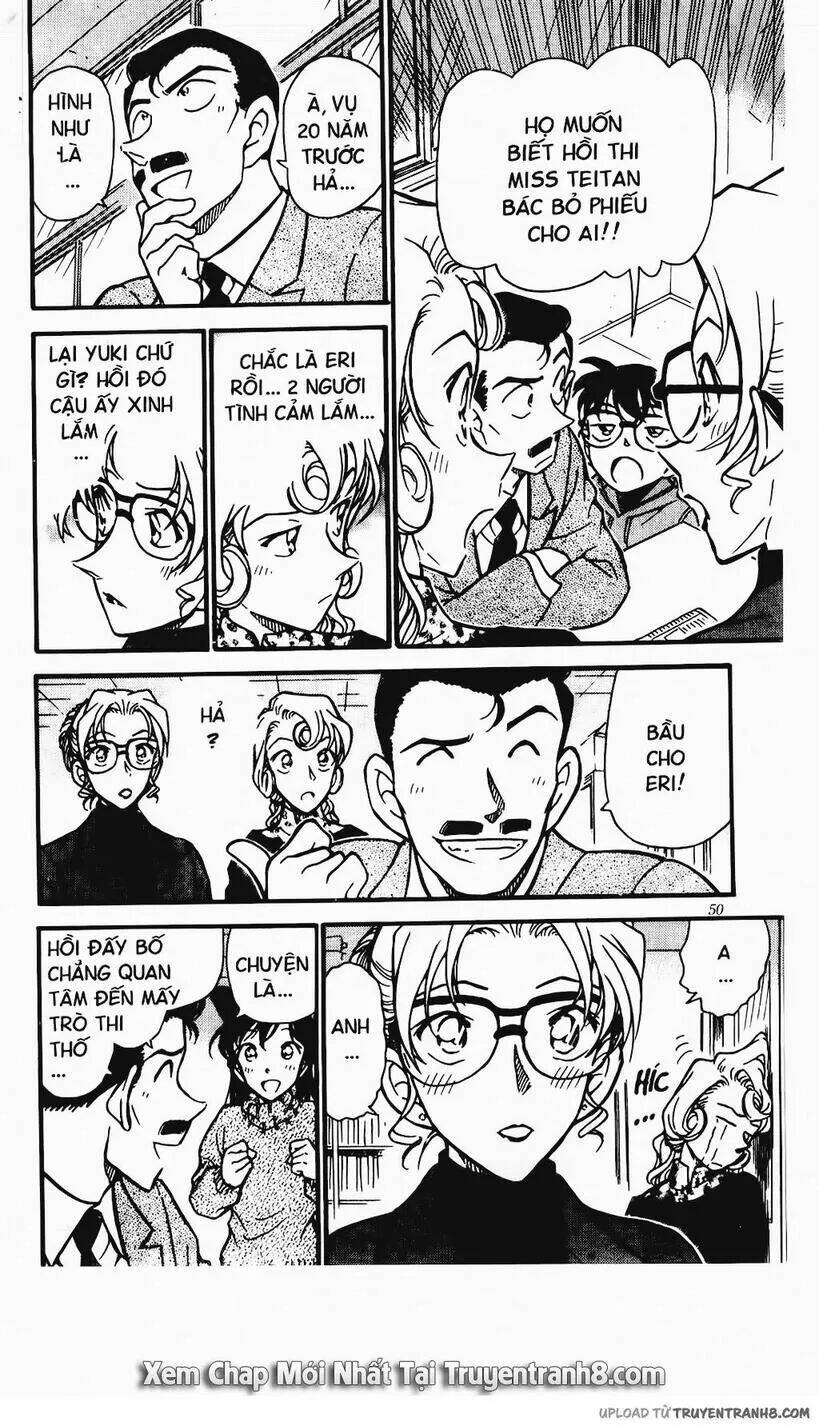 HỌ MUỐN
BIẾT HỒI THI
MISS TEITAN
BÁC BỎ PHIẾU
CHO AI!!
À, VỤ
20 NĂM
TRƯỚC
HẢ...
HÌNH
NHƯ
LÀ
...
CHẮC LÀ ERI
RỒI... 2 NGƯỜI
TÌNH CẢM LẮM...
LẠI YUKI CHỨ
GÌ? HỒI ĐÓ
CẬU ẤY XINH
LẮM
...
BẦU
CHO
ERI!
HẢ
?
50
A
...
HÍC
...
ANH
...
CHUYỆN
LÀ...
HỒI ĐẤY BỐ
CHẲNG QUAN
TÂM ĐẾN MẤY
TRÒ THI
THỐ
...
Xem Chap Mới Nhất Tại Truyentranh8.com
UPLOAD TỪ TRUYENTRANH8.COM